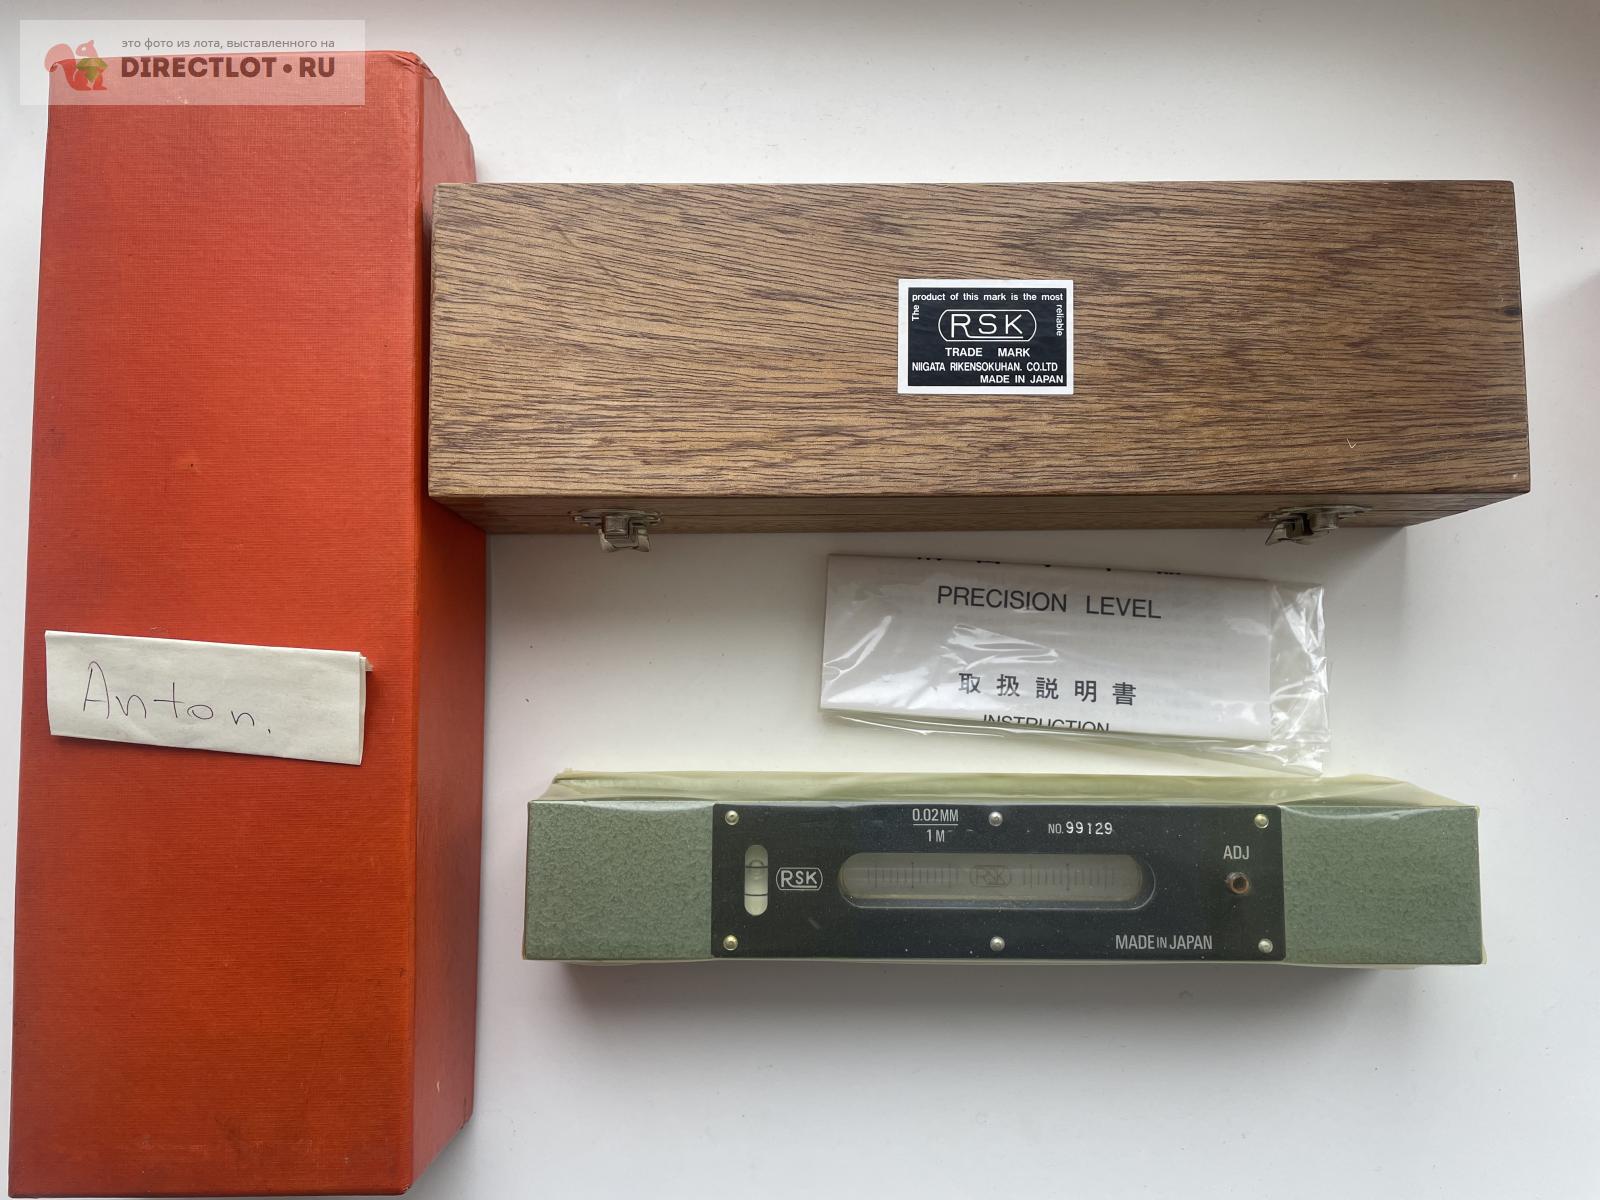 это фото из лота, выставленного на
DIRECTLOT • RU
The product of this mark is the most reliable
RSK
TRADE MARK
NIIGATA RIKENSOKUHAN. CO.LTD
MADE IN JAPAN
PRECISION LEVEL
取扱説明書
INSTRUCTION
Anton.
0.02MM
1M
NO. 99129
ADJ
RSK
RSK
MADE IN JAPAN